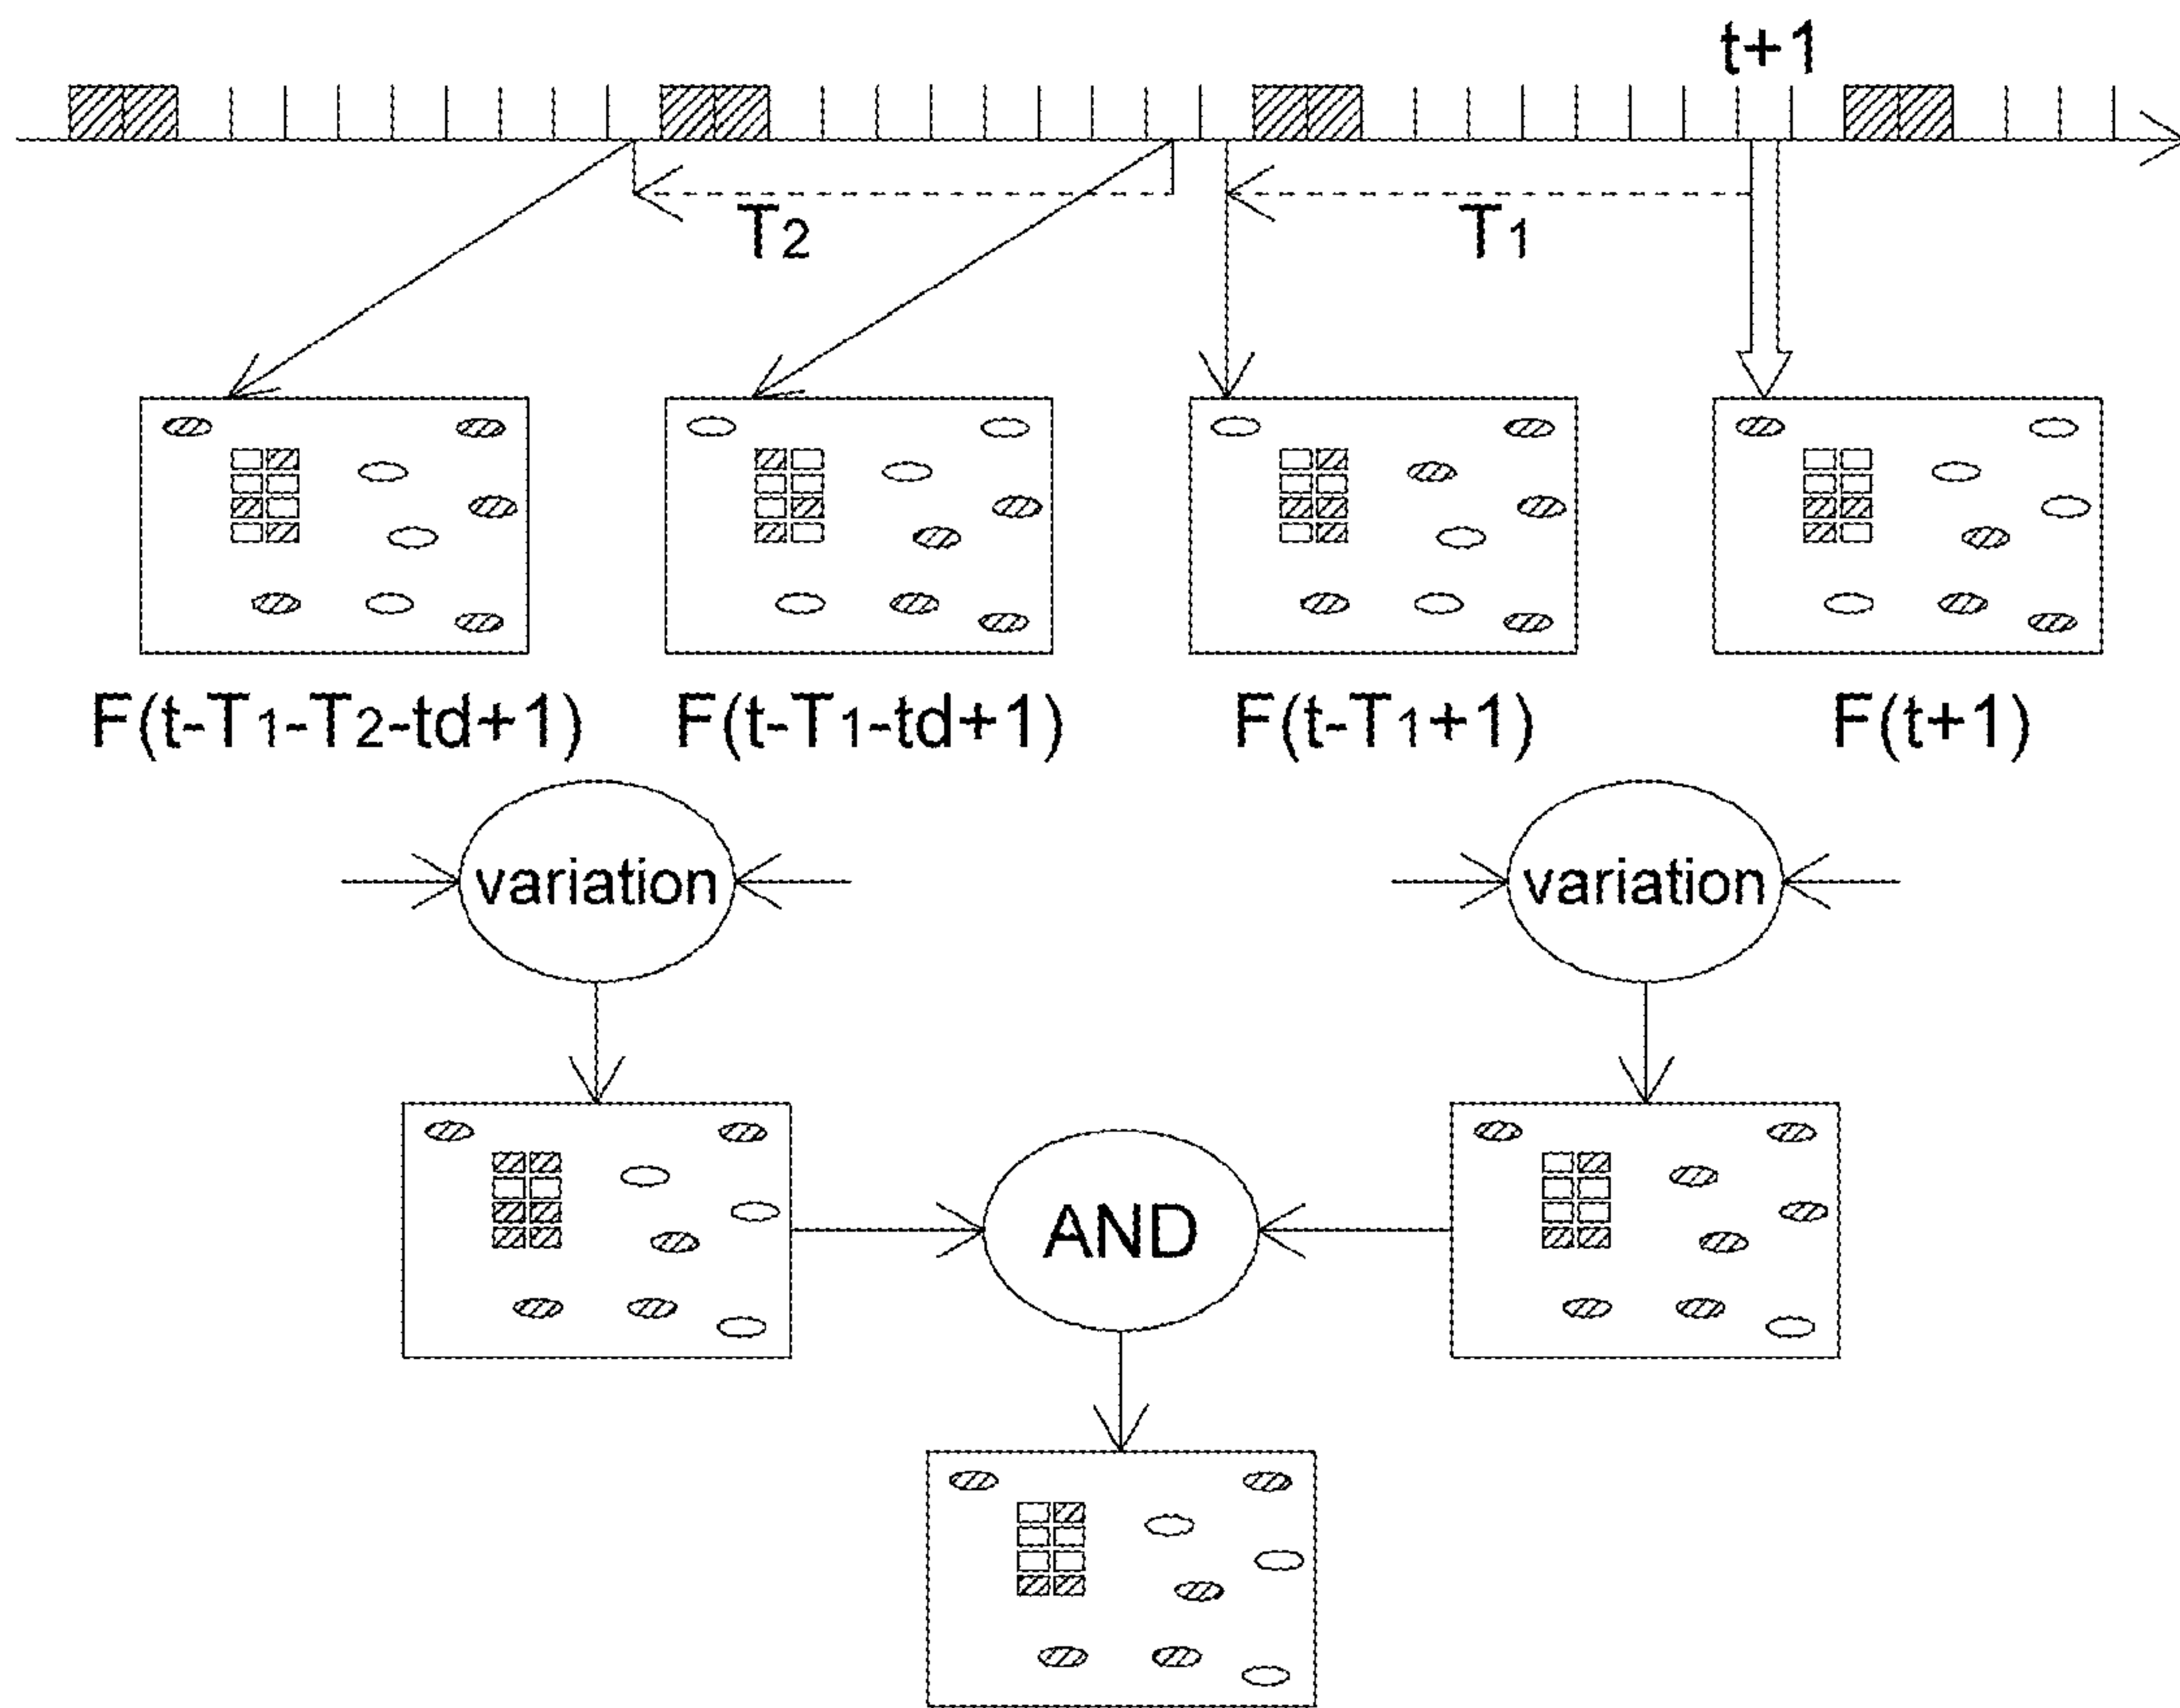 t+1
T2
T1
F(t-T1-T2-td+1)
F(t-T1-td+1)
F(t-T1+1)
F(t+1)
variation
variation
AND